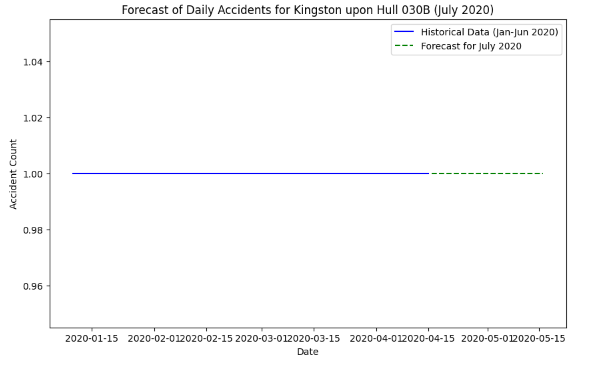 Forecast of Daily Accidents for Kingston upon Hull 030B (July 2020)
Historical Data (Jan-Jun 2020)
Forecast for July 2020
1.04
1.02
1.00
0.98
0.96
Accident Count
2020-01-15 2020-02-01 2020-02-15 2020-03-01 2020-03-15 2020-04-01 2020-04-15 2020-05-01 2020-05-15
Date